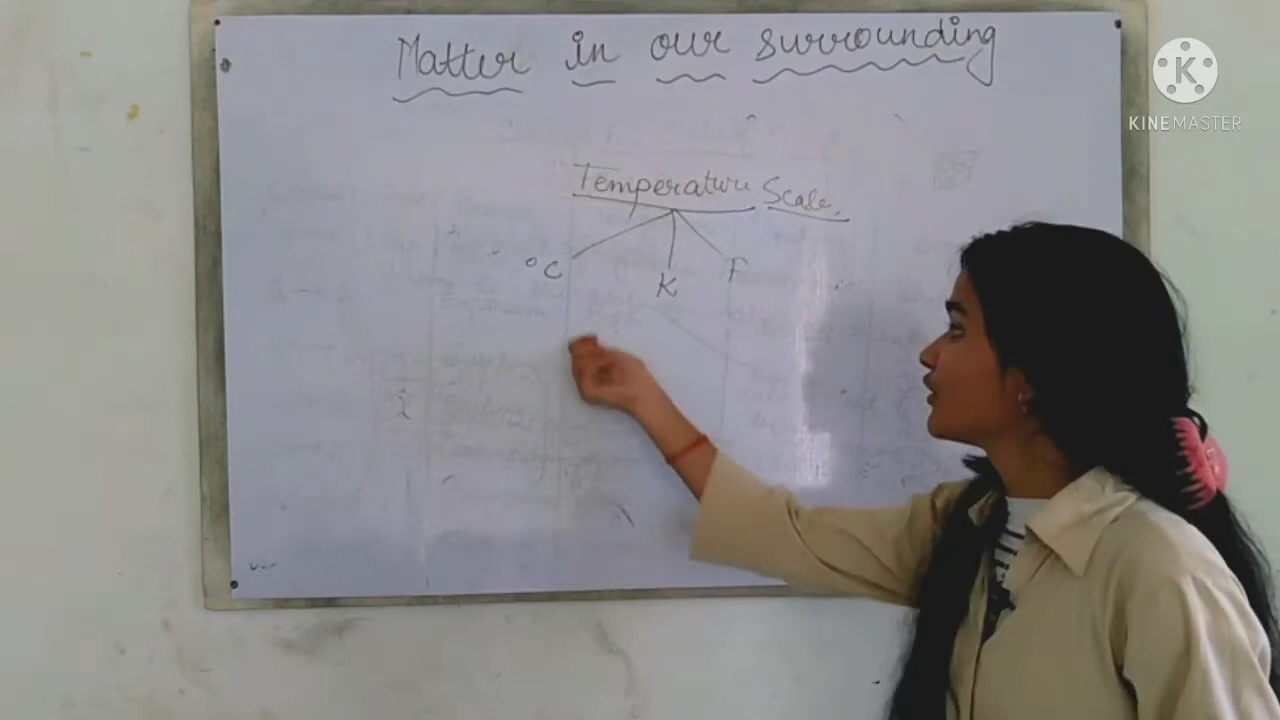 Matter in our surrounding
KINEMASTER
Temperature Scale
°C
K
F